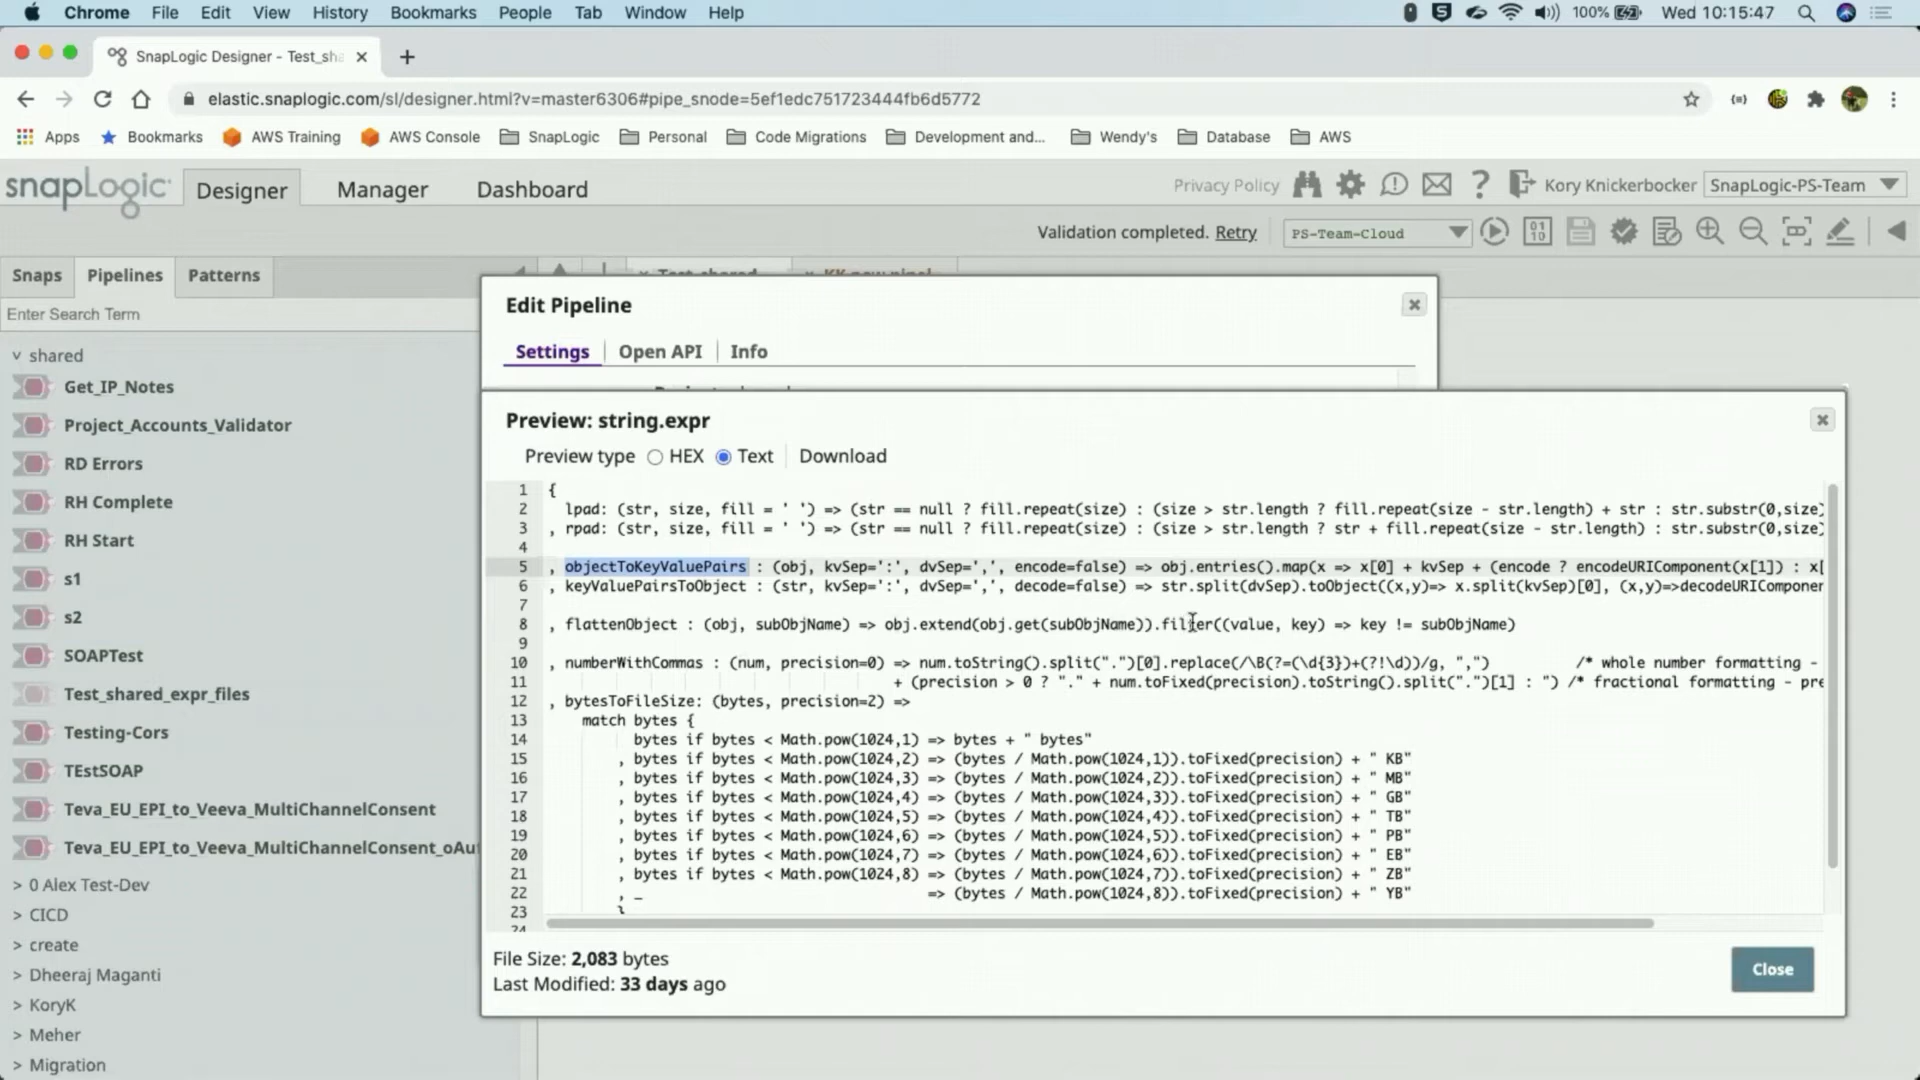 Chrome File Edit View History Bookmarks People Tab Window Help 100% Wed 10:15:47
SnapLogic Designer - Test_sha
elastic.snaplogic.com/sl/designer.html?v=master6306#pipe_snode=5ef1edc751723444fb6d5772
Apps Bookmarks AWS Training AWS Console SnapLogic Personal Code Migrations Development and... Wendy's Database AWS
snapLogic Designer Manager Dashboard Privacy Policy Kory Knickerbocker SnapLogic-PS-Team
Validation completed. Retry PS-Team-Cloud
Snaps Pipelines Patterns
Enter Search Term
shared
Get_IP_Notes
Project_Accounts_Validator
RD Errors
RH Complete
RH Start
s1
s2
SOAPTest
Test_shared_expr_files
Testing-Cors
TEstSOAP
Teva_EU_EPI_to_Veeva_MultiChannelConsent
Teva_EU_EPI_to_Veeva_MultiChannelConsent_oAu
> 0 Alex Test-Dev
> CICD
> create
> Dheeraj Maganti
> KoryK
> Meher
> Migration
Edit Pipeline
Settings Open API Info
Preview: string.expr
Preview type HEX Text Download
1 {
2 lpad: (str, size, fill = ' ') => (str == null ? fill.repeat(size) : (size > str.length ? fill.repeat(size - str.length) + str : str.substr(0,size)
3 , rpad: (str, size, fill = ' ') => (str == null ? fill.repeat(size) : (size > str.length ? str + fill.repeat(size - str.length) : str.substr(0,size)
4
5 , objectToKeyValuePairs : (obj, kvSep=':', dvSep=',', encode=false) => obj.entries().map(x => x[0] + kvSep + (encode ? encodeURIComponent(x[1]) : x[
6 , keyValuePairsToObject : (str, kvSep=':', dvSep=',', decode=false) => str.split(dvSep).toObject((x,y)=> x.split(kvSep)[0], (x,y)=>decodeURIComponen
7
8 , flattenObject : (obj, subObjName) => obj.extend(obj.get(subObjName)).filter((value, key) => key != subObjName)
9
10 , numberWithCommas : (num, precision=0) => num.toString().split(".")[0].replace(/\B(?=(\d{3})+(?!\d))/g, ",") /* whole number formatting -
11 + (precision > 0 ? "." + num.toFixed(precision).toString().split(".")[1] : '') /* fractional formatting - pre
12 , bytesToFileSize: (bytes, precision=2) =>
13 match bytes {
14 bytes if bytes < Math.pow(1024,1) => bytes + " bytes"
15 , bytes if bytes < Math.pow(1024,2) => (bytes / Math.pow(1024,1)).toFixed(precision) + " KB"
16 , bytes if bytes < Math.pow(1024,3) => (bytes / Math.pow(1024,2)).toFixed(precision) + " MB"
17 , bytes if bytes < Math.pow(1024,4) => (bytes / Math.pow(1024,3)).toFixed(precision) + " GB"
18 , bytes if bytes < Math.pow(1024,5) => (bytes / Math.pow(1024,4)).toFixed(precision) + " TB"
19 , bytes if bytes < Math.pow(1024,6) => (bytes / Math.pow(1024,5)).toFixed(precision) + " PB"
20 , bytes if bytes < Math.pow(1024,7) => (bytes / Math.pow(1024,6)).toFixed(precision) + " EB"
21 , bytes if bytes < Math.pow(1024,8) => (bytes / Math.pow(1024,7)).toFixed(precision) + " ZB"
22 , _ => (bytes / Math.pow(1024,8)).toFixed(precision) + " YB"
23 }
24
File Size: 2,083 bytes
Last Modified: 33 days ago
Close